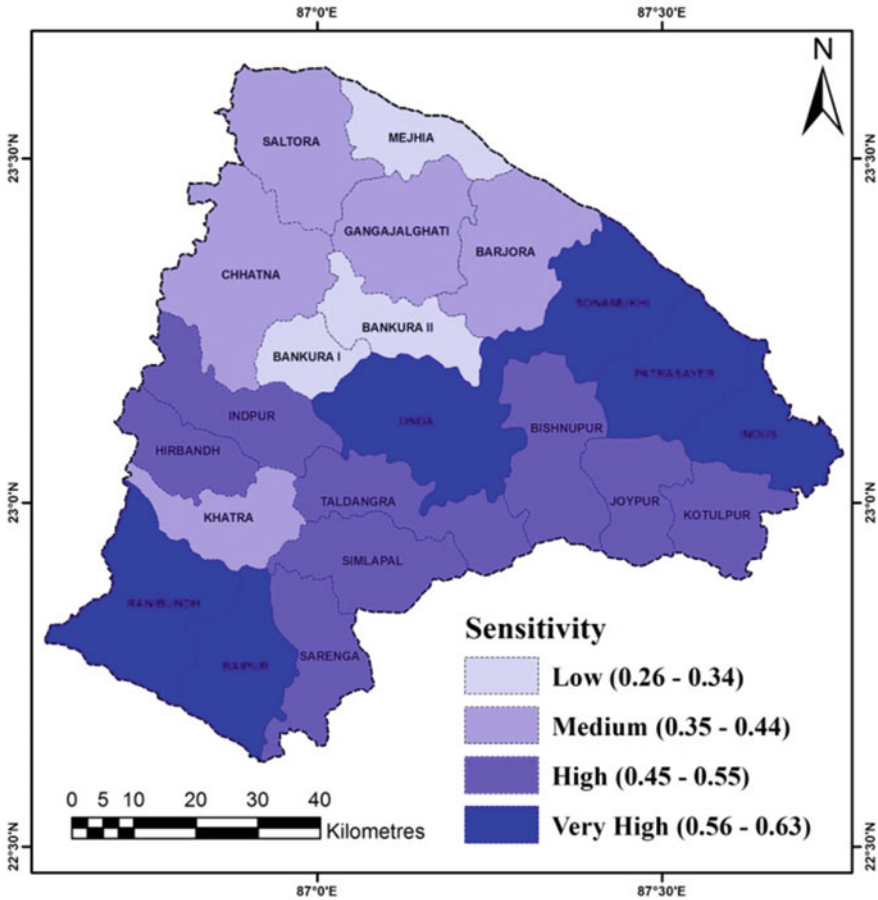 87°0'E 87°30'E
N
23°30'N 23°30'N
MEJHIA
SALTORA
GANGAJALGHATI
BARJORA
CHHATNA
SONAMUKHI
BANKURA II
BANKURA I
PATRASAYER
INDPUR
ONDA
BISHNUPUR
INDUS
HIRBANDH
23°0'N 23°0'N
TALDANGRA
JOYPUR
KHATRA
KOTULPUR
SIMLAPAL
RANIBUNDH
SARENGA
RAIPUR
Sensitivity
Low (0.26 - 0.34)
Medium (0.35 - 0.44)
High (0.45 - 0.55)
Very High (0.56 - 0.63)
0 5 10 20 30 40
Kilometres
22°30'N 22°30'N
87°0'E 87°30'E